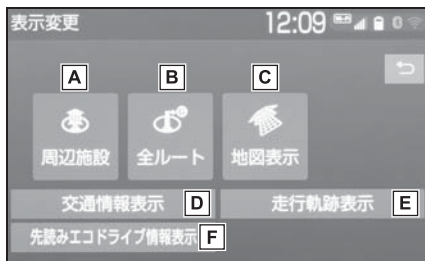 表示変更 12:09
A B C
周辺施設 全ルート 地図表示
交通情報表示 D 走行軌跡表示 E
先読みエコドライブ情報表示 F